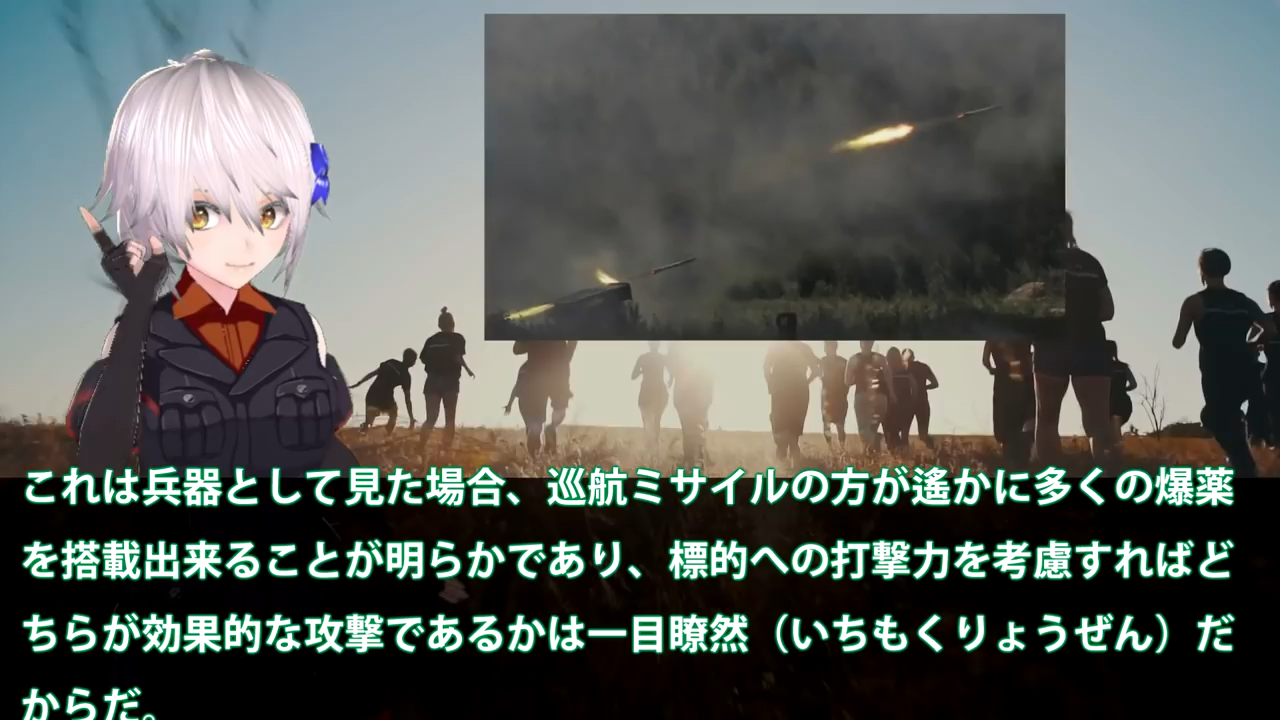 これは兵器として見た場合、巡航ミサイルの方が遙かに多くの爆薬
を搭載出来ることが明らかであり、標的への打撃力を考慮すればど
ちらが効果的な攻撃であるかは一目瞭然（いちもくりょうぜん）だ
からだ。